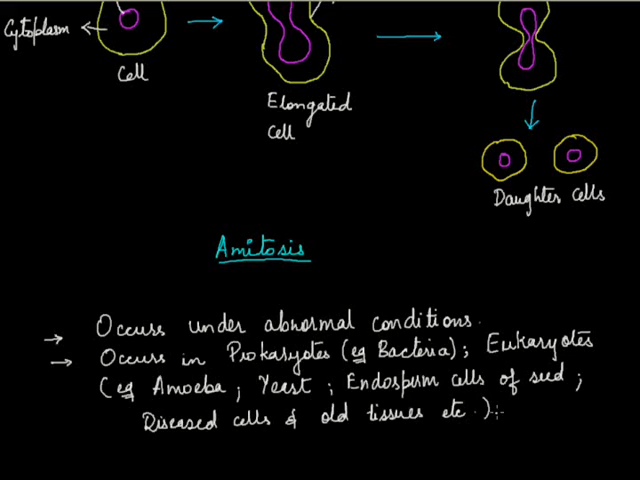 Cytoplasm
Cell
Elongated
Cell
Daughter Cells
Amitosis
→ Occurs under abnormal conditions.
→ Occurs in Prokaryotes (eg Bacteria); Eukaryotes
(eg Amoeba; Yeast; Endosperm cells of seed;
Diseased cells & old tissues etc.)